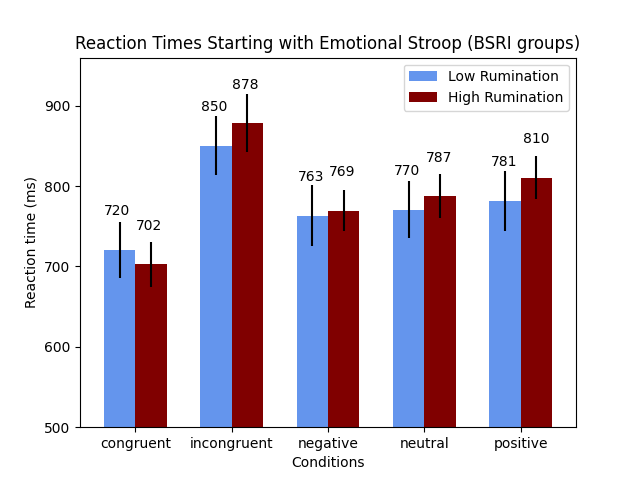 Reaction Times Starting with Emotional Stroop (BSRI groups)
Low Rumination
High Rumination
900
800
700
600
500
Reaction time (ms)
720
702
850
878
763
769
770
787
781
810
congruent
incongruent
negative
neutral
positive
Conditions